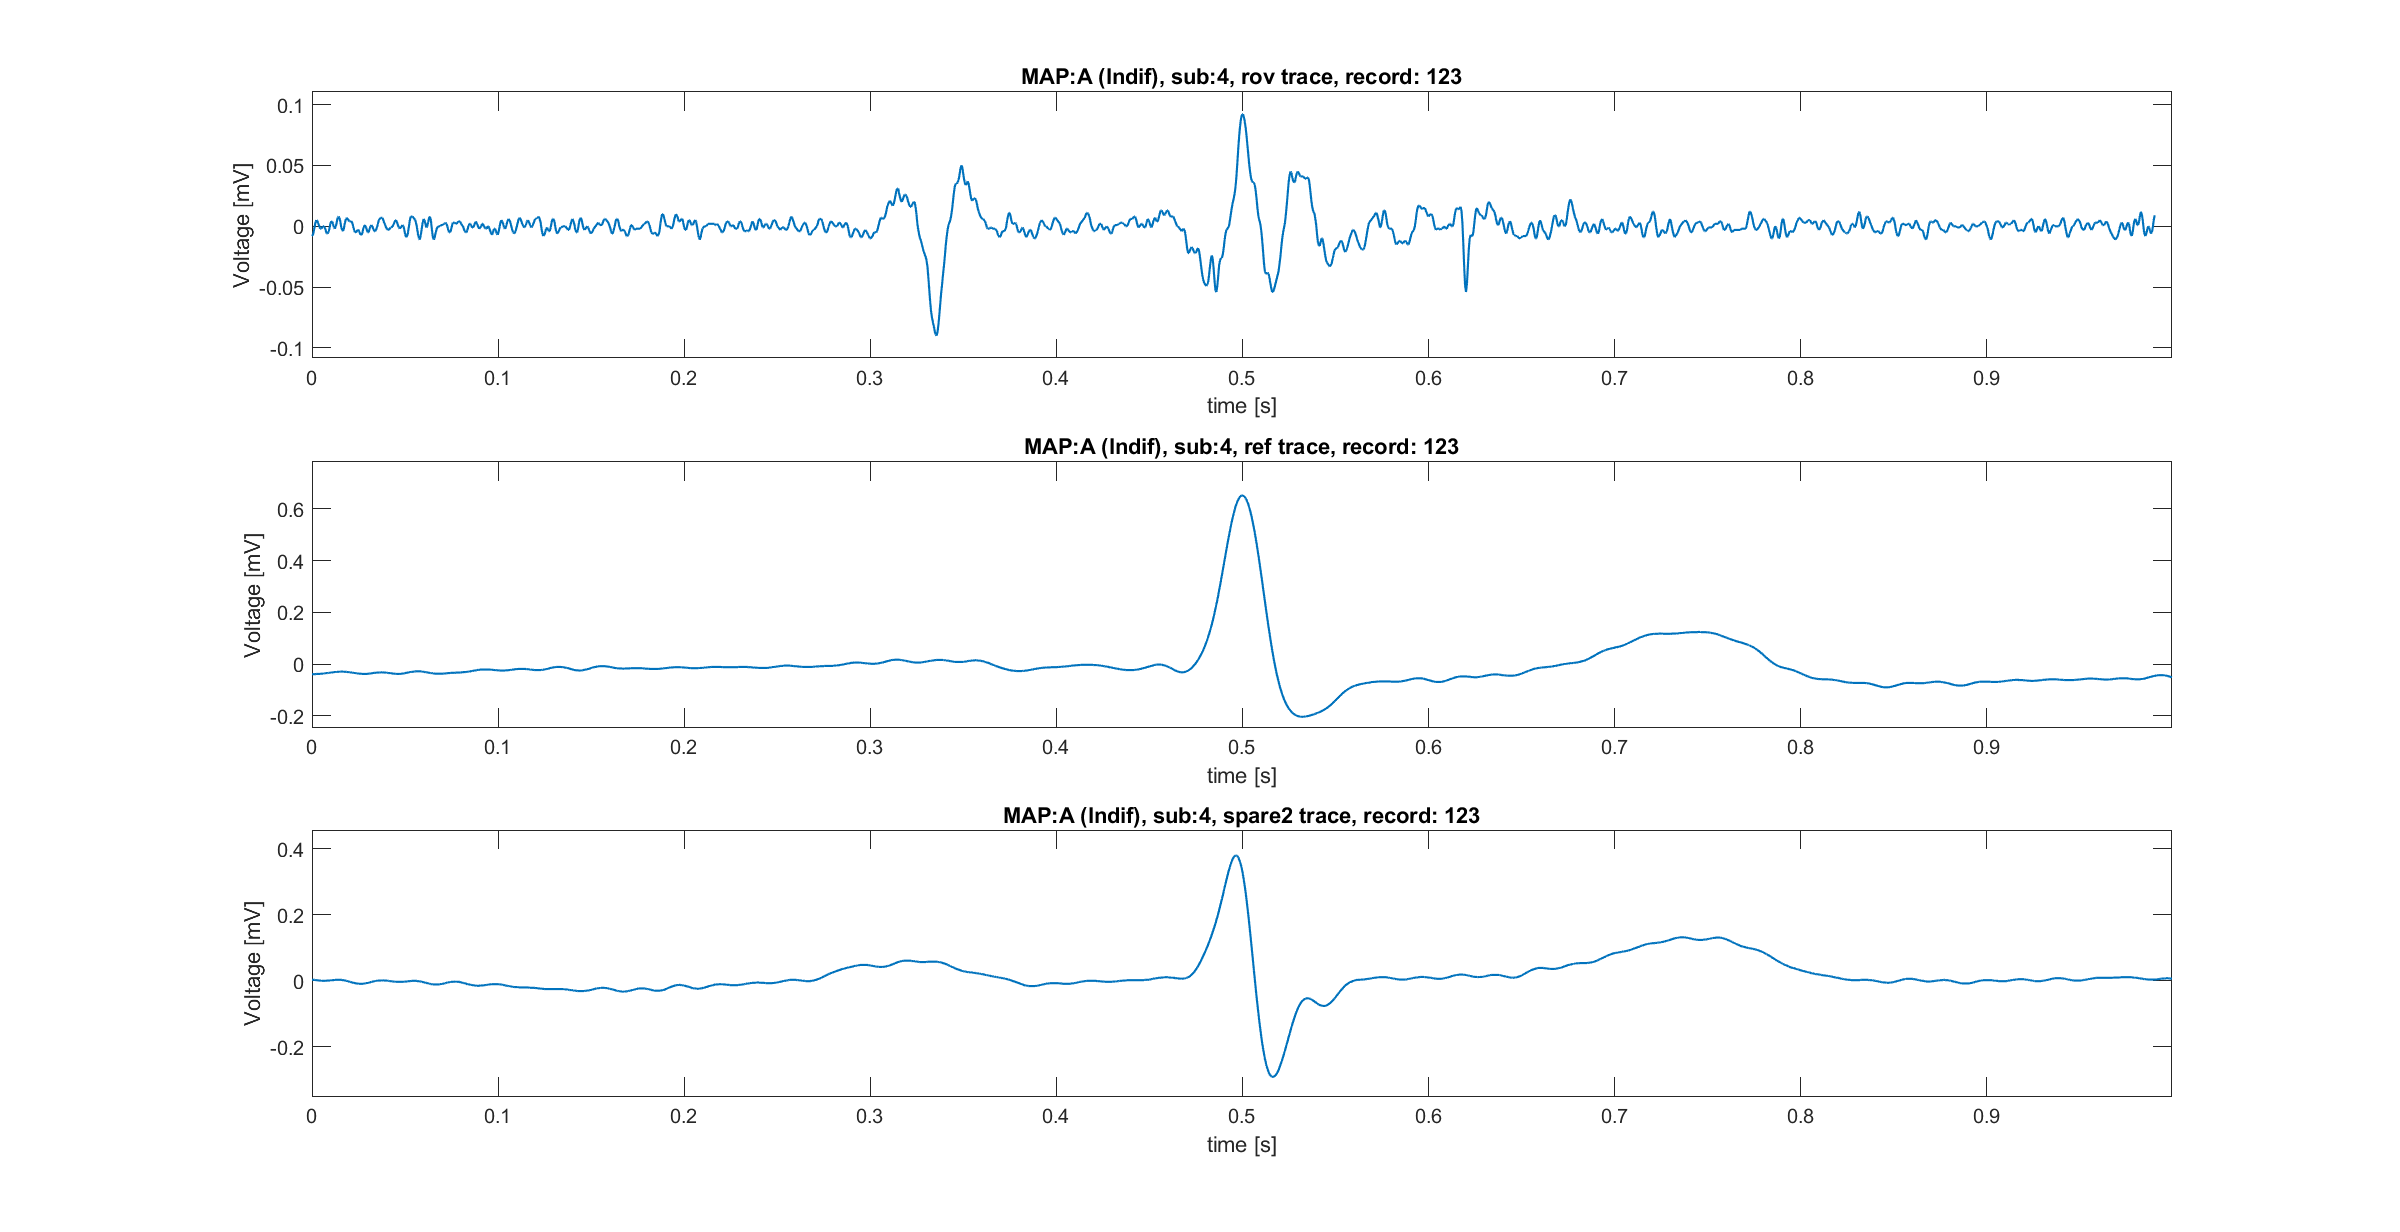 MAP:A (Indif), sub:4, rov trace, record: 123
Voltage [mV]
0.1
0.05
0
-0.05
-0.1
0 0.1 0.2 0.3 0.4 0.5 0.6 0.7 0.8 0.9
time [s]
MAP:A (Indif), sub:4, ref trace, record: 123
Voltage [mV]
0.6
0.4
0.2
0
-0.2
0 0.1 0.2 0.3 0.4 0.5 0.6 0.7 0.8 0.9
time [s]
MAP:A (Indif), sub:4, spare2 trace, record: 123
Voltage [mV]
0.4
0.2
0
-0.2
0 0.1 0.2 0.3 0.4 0.5 0.6 0.7 0.8 0.9
time [s]